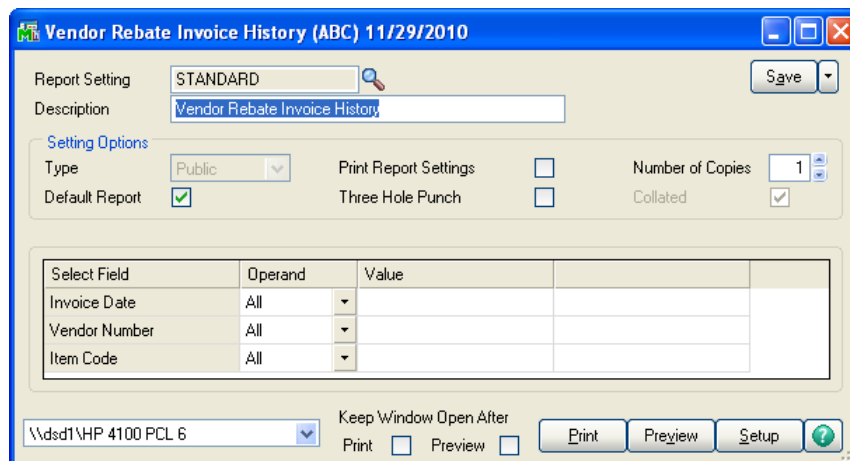 Vendor Rebate Invoice History (ABC) 11/29/2010
Report Setting STANDARD Save
Description Vendor Rebate Invoice History
Setting Options
Type Public Print Report Settings Number of Copies 1
Default Report Three Hole Punch Collated
Select Field Operand Value
Invoice Date All
Vendor Number All
Item Code All
Keep Window Open After
\\dsd1\HP 4100 PCL 6 Print Preview Print Preview Setup